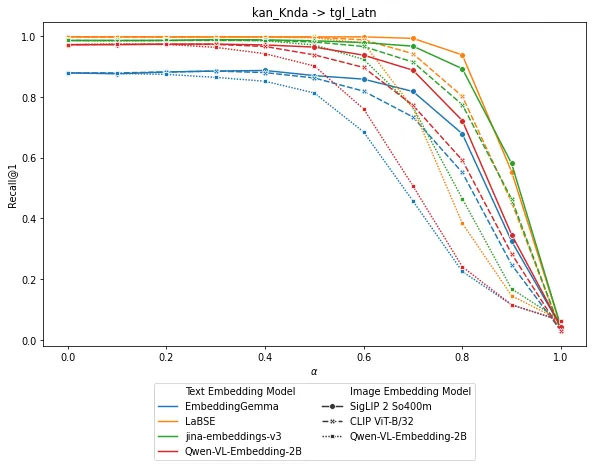 kan_Knda -> tgl_Latn
Recall@1
1.0
0.8
0.6
0.4
0.2
0.0
0.0 0.2 0.4 0.6 0.8 1.0
α
Text Embedding Model Image Embedding Model
EmbeddingGemma SigLIP 2 So400m
LaBSE CLIP ViT-B/32
jina-embeddings-v3 Qwen-VL-Embedding-2B
Qwen-VL-Embedding-2B